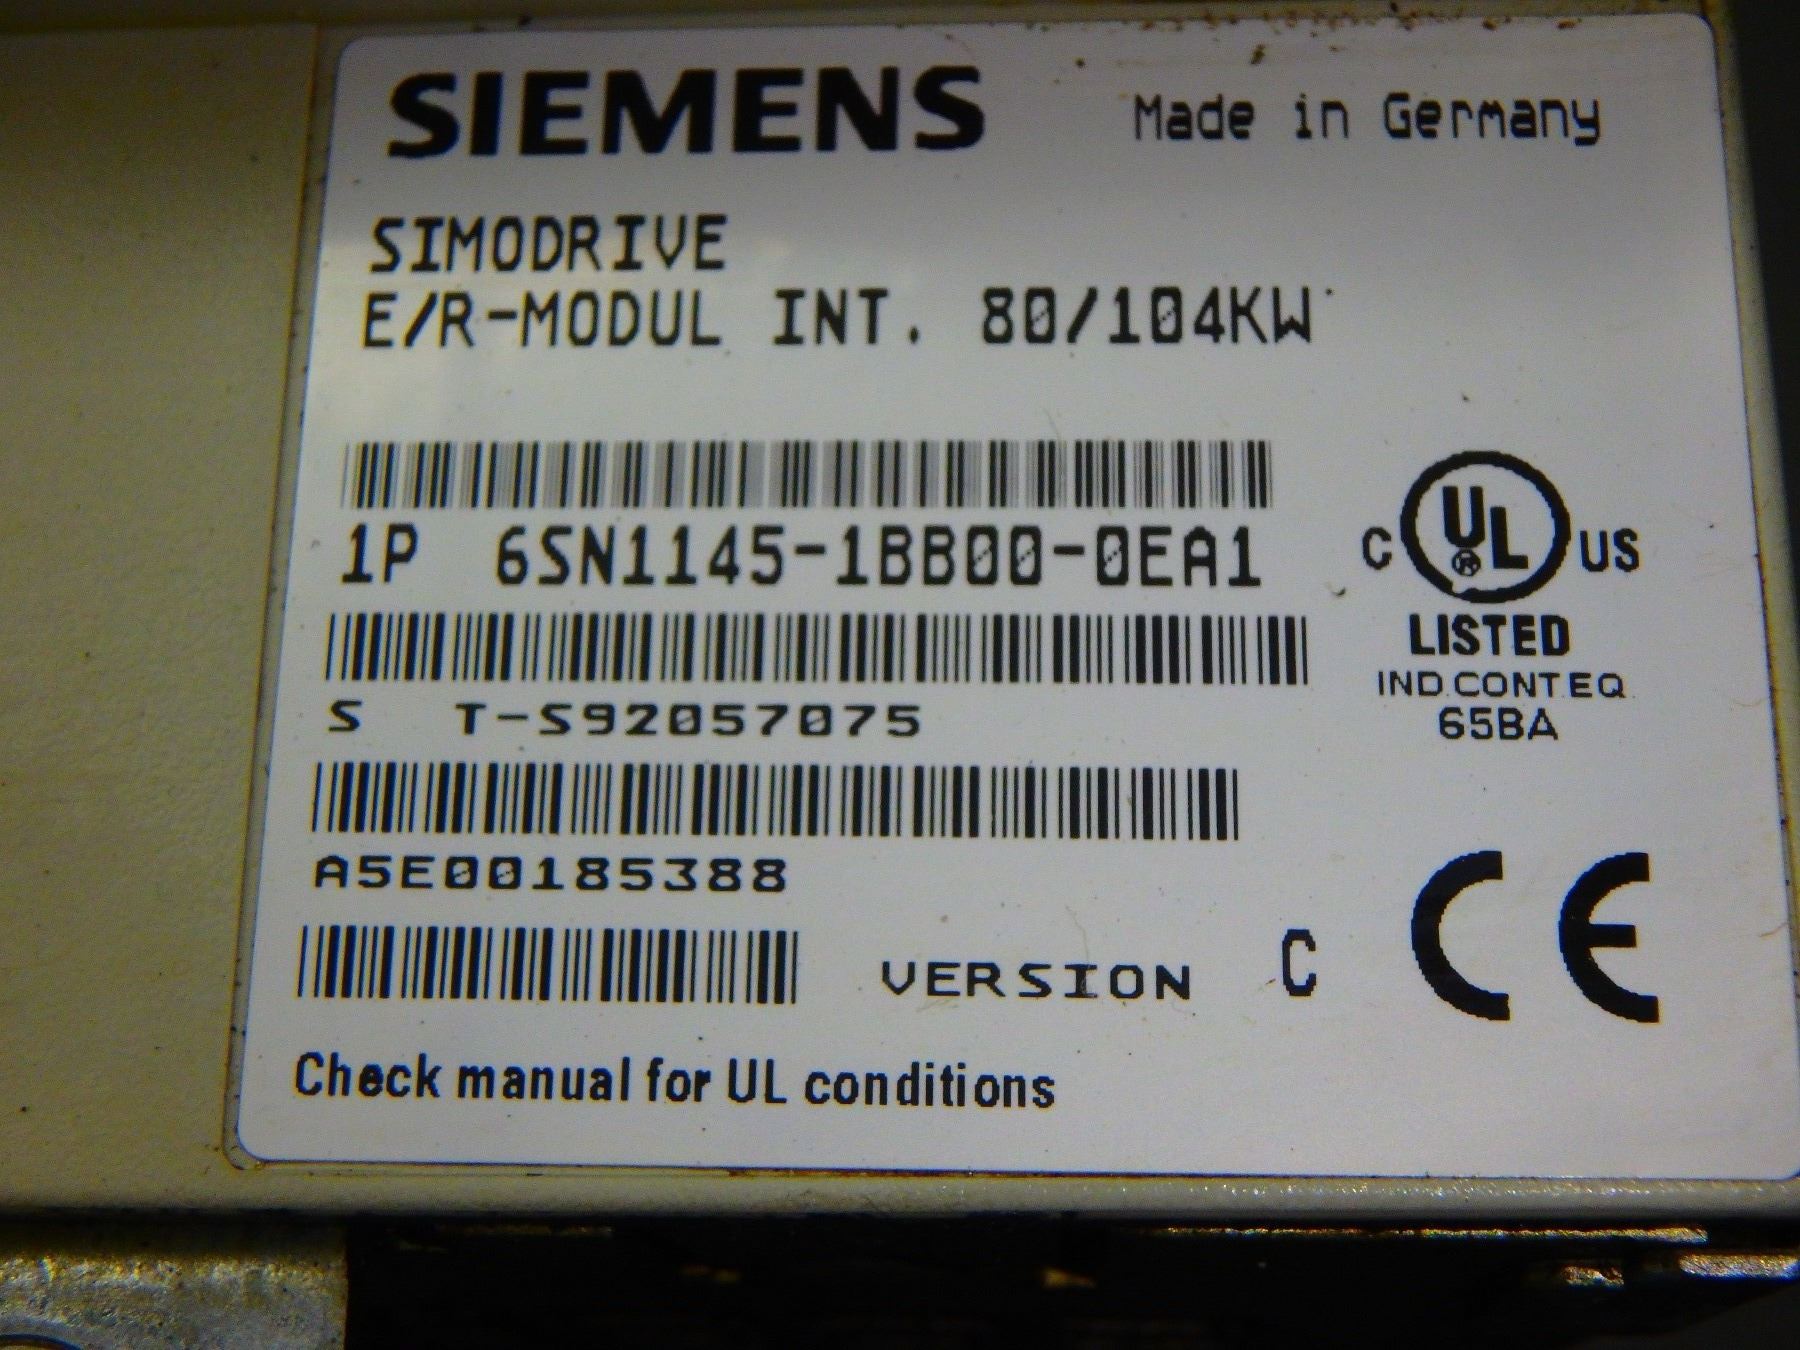 SIEMENS Made in Germany
SIMODRIVE
E/R-MODUL INT. 80/104KW
1P 6SN1145-1BB00-0EA1
C UL ® US
LISTED
IND.CONT.EQ.
65BA
S T-S92057075
A5E00185388
VERSION C CE
Check manual for UL conditions